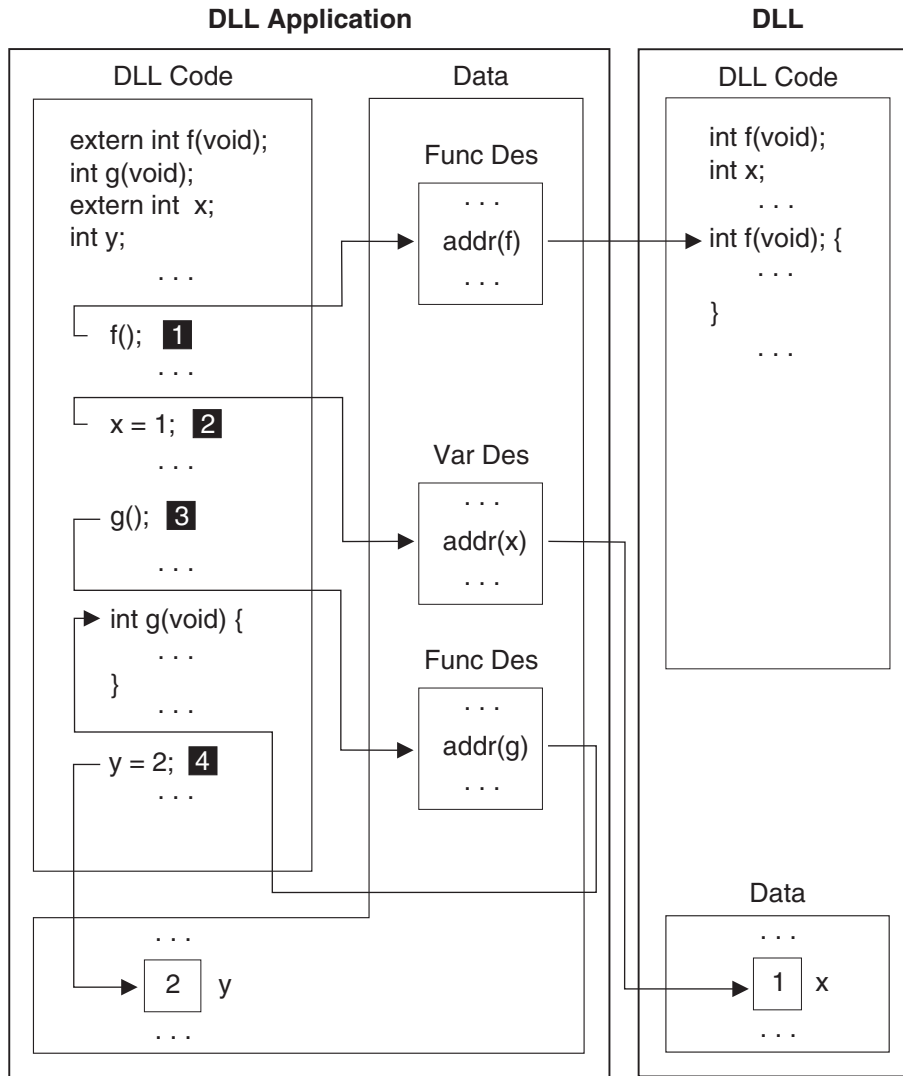 DLL Application
DLL Code
extern int f(void);
int g(void);
extern int x;
int y;
. . .
f(); 1
. . .
x = 1; 2
. . .
g(); 3
. . .
int g(void) {
. . .
}
. . .
y = 2; 4
. . .
Data
Func Des
. . .
addr(f)
. . .
Var Des
. . .
addr(x)
. . .
Func Des
. . .
addr(g)
. . .
. . .
2 y
. . .
DLL
DLL Code
int f(void);
int x;
. . .
int f(void); {
. . .
}
. . .
Data
. . .
1 x
. . .